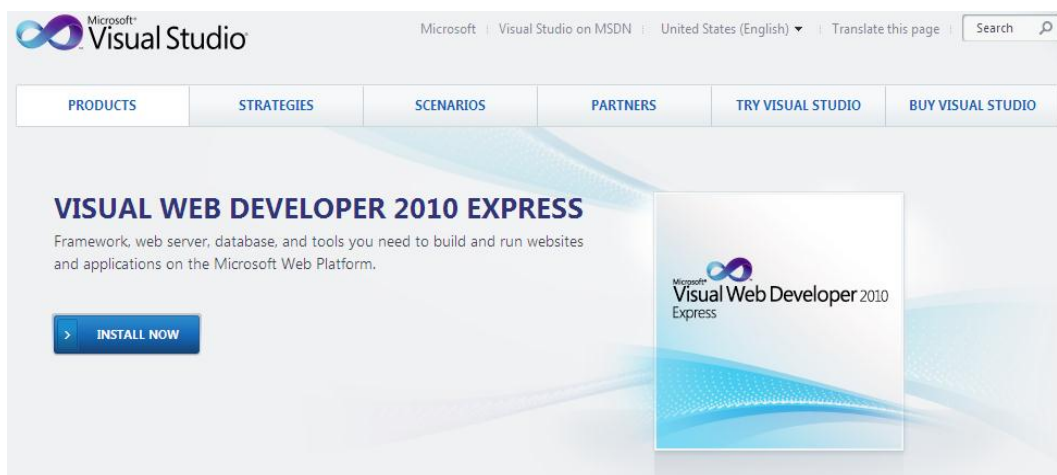 Microsoft®
Visual Studio®
Microsoft | Visual Studio on MSDN | United States (English) | Translate this page | Search
PRODUCTS STRATEGIES SCENARIOS PARTNERS TRY VISUAL STUDIO BUY VISUAL STUDIO
VISUAL WEB DEVELOPER 2010 EXPRESS
Framework, web server, database, and tools you need to build and run websites
and applications on the Microsoft Web Platform.
INSTALL NOW
Microsoft®
Visual Web Developer 2010
Express